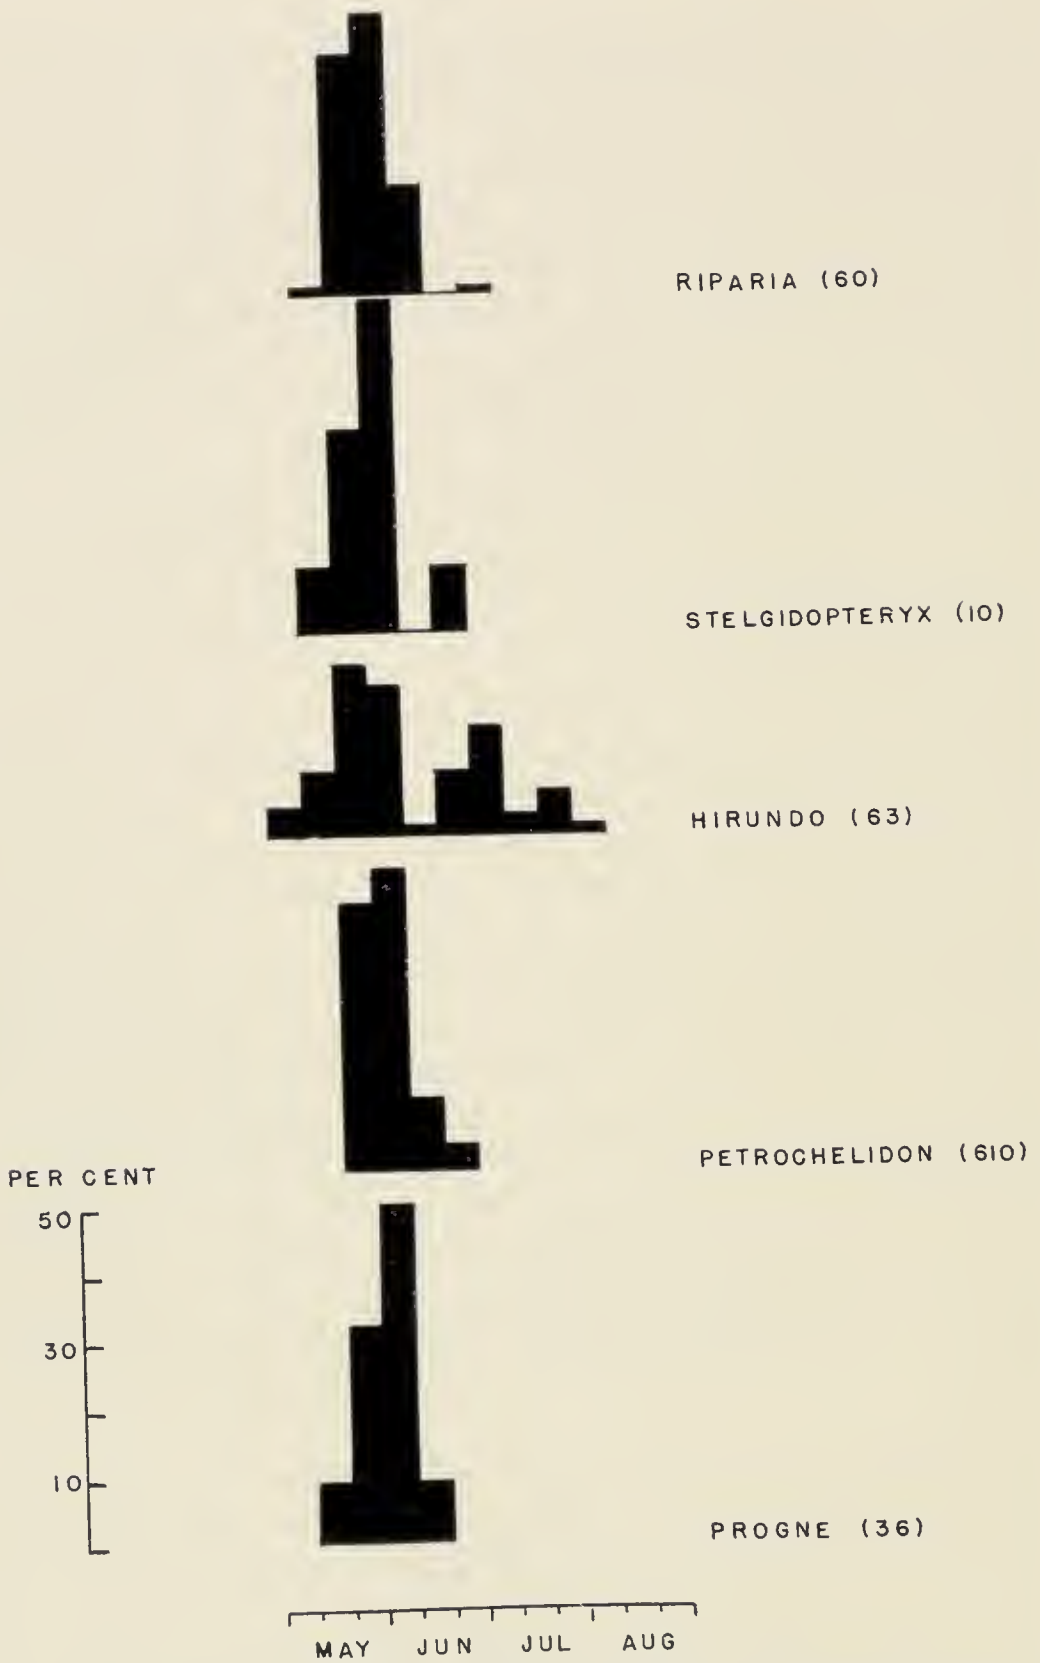 RIPARIA (60)
STELGIDOPTERYX (10)
HIRUNDO (63)
PETROCHELIDON (610)
PER CENT
50
30
10
PROGNE (36)
MAY JUN JUL AUG